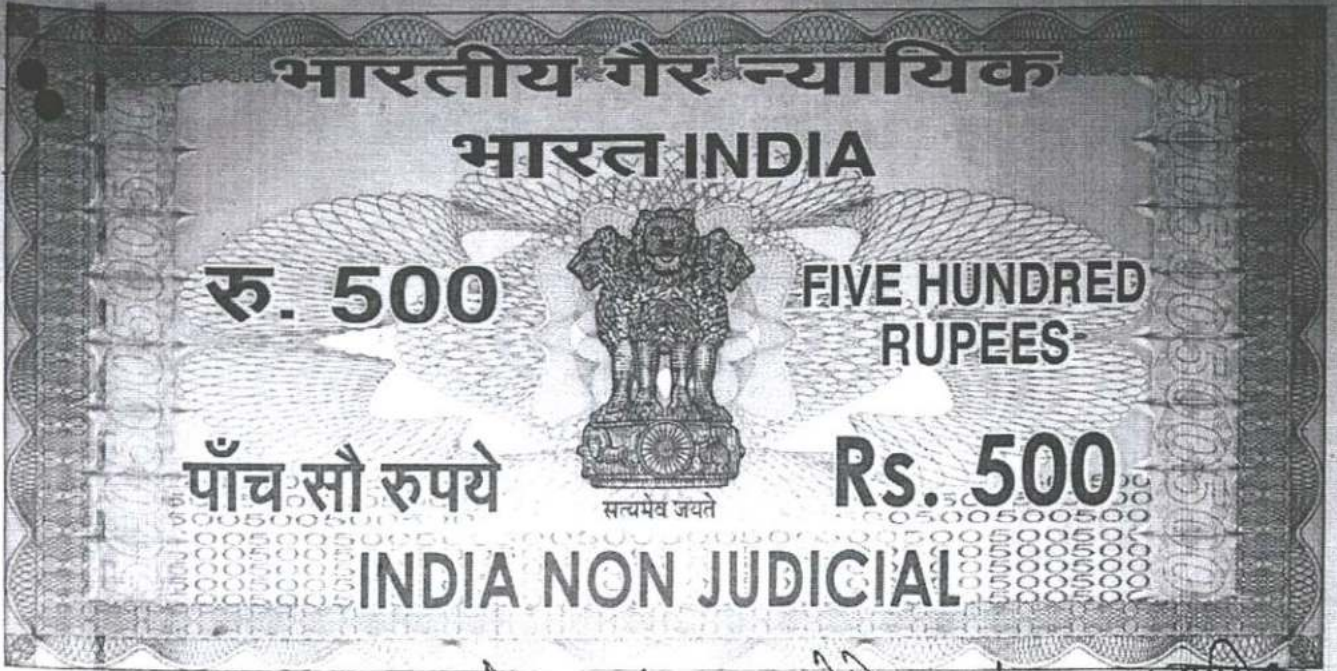 भारतीय गैर न्यायिक
भारत INDIA
रु. 500
FIVE HUNDRED
RUPEES
पाँच सौ रुपये
Rs. 500
सत्यमेव जयते
INDIA NON JUDICIAL